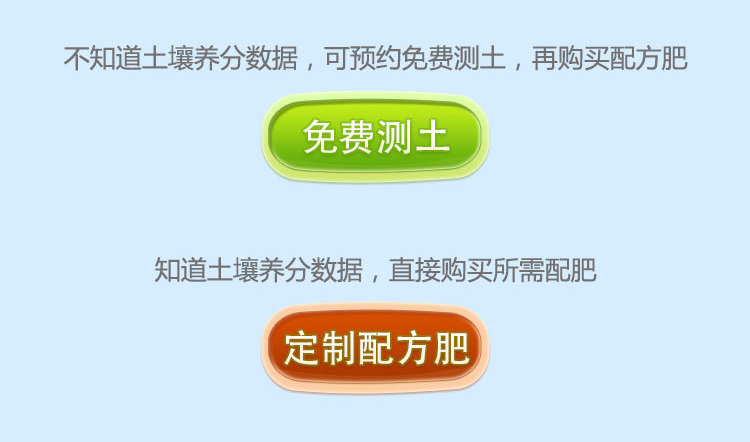 不知道土壤养分数据，可预约免费测土，再购买配方肥
免费测土
知道土壤养分数据，直接购买所需配肥
定制配方肥